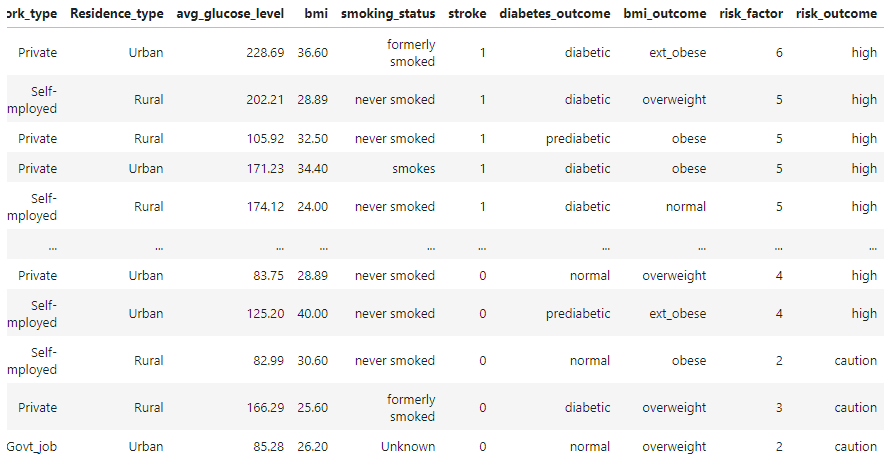 ork_type Residence_type avg_glucose_level bmi smoking_status stroke diabetes_outcome bmi_outcome risk_factor risk_outcome
Private Urban 228.69 36.60 formerly smoked 1 diabetic ext_obese 6 high
Self-mployed Rural 202.21 28.89 never smoked 1 diabetic overweight 5 high
Private Rural 105.92 32.50 never smoked 1 prediabetic obese 5 high
Private Urban 171.23 34.40 smokes 1 diabetic obese 5 high
Self-mployed Rural 174.12 24.00 never smoked 1 diabetic normal 5 high
... ... ... ... ... ... ... ... ... ...
Private Urban 83.75 28.89 never smoked 0 normal overweight 4 high
Self-mployed Urban 125.20 40.00 never smoked 0 prediabetic ext_obese 4 high
Self-mployed Rural 82.99 30.60 never smoked 0 normal obese 2 caution
Private Rural 166.29 25.60 formerly smoked 0 diabetic overweight 3 caution
Govt_job Urban 85.28 26.20 Unknown 0 normal overweight 2 caution